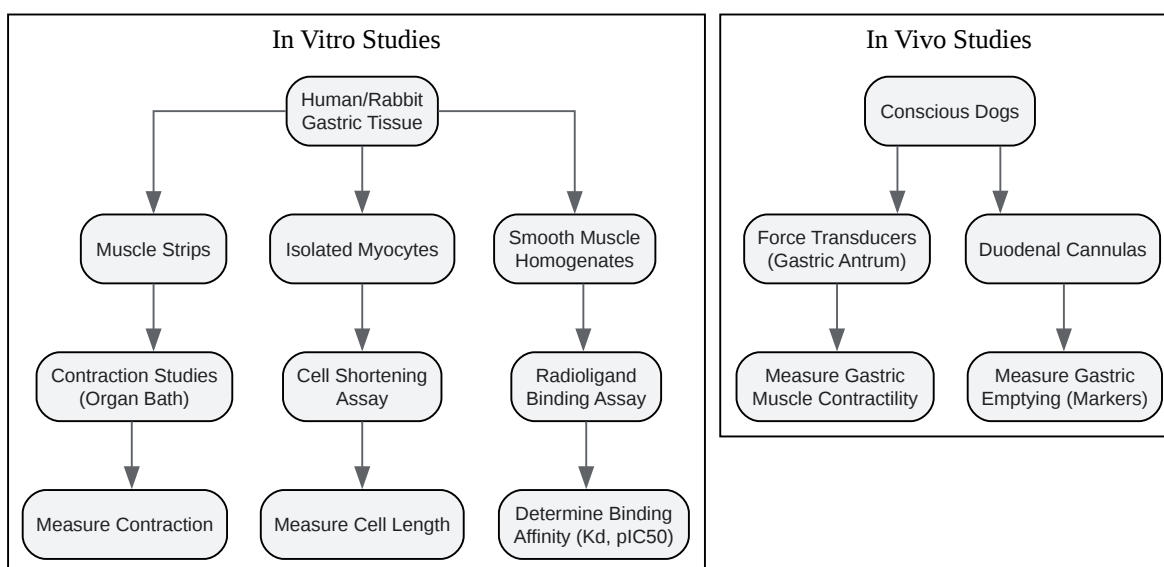 In Vitro Studies
Human/Rabbit
Gastric Tissue
Muscle Strips
Isolated Myocytes
Smooth Muscle
Homogenates
Contraction Studies
(Organ Bath)
Cell Shortening
Assay
Radioligand
Binding Assay
Measure Contraction
Measure Cell Length
Determine Binding
Affinity (Kd, pIC50)
In Vivo Studies
Conscious Dogs
Force Transducers
(Gastric Antrum)
Duodenal Cannulas
Measure Gastric
Muscle Contractility
Measure Gastric
Emptying (Markers)